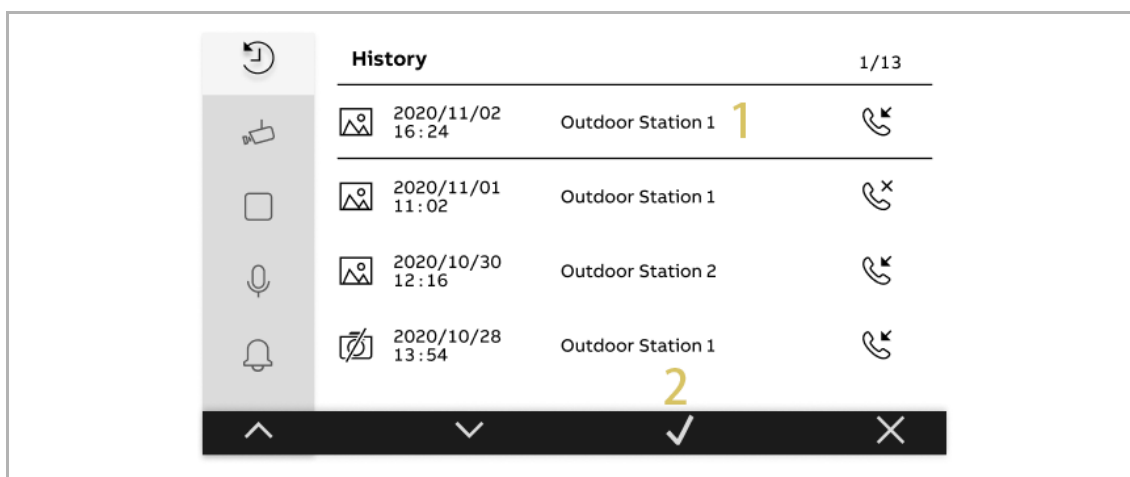 History 1/13
2020/11/02
16:24
Outdoor Station 1 1
2020/11/01
11:02
Outdoor Station 1
2020/10/30
12:16
Outdoor Station 2
2020/10/28
13:54
Outdoor Station 1
2